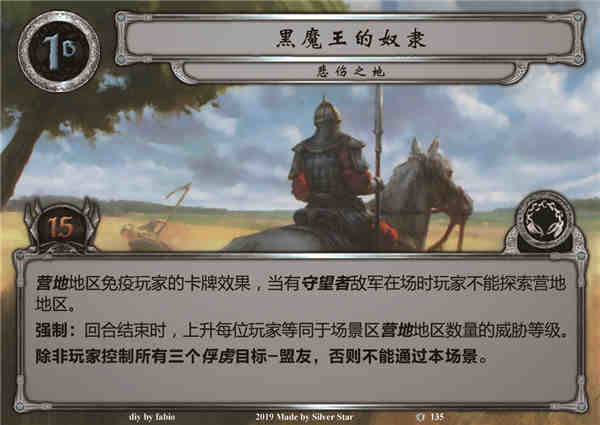 1B
黑魔王的奴隶
悲伤之地
15
营地地区免疫玩家的卡牌效果，当有守望者敌军在场时玩家不能探索营地
地区。
强制：回合结束时，上升每位玩家等同于场景区营地地区数量的威胁等级。
除非玩家控制所有三个俘虏目标-盟友，否则不能通过本场景。
diy by fabio 2019 Made by Silver Star 135